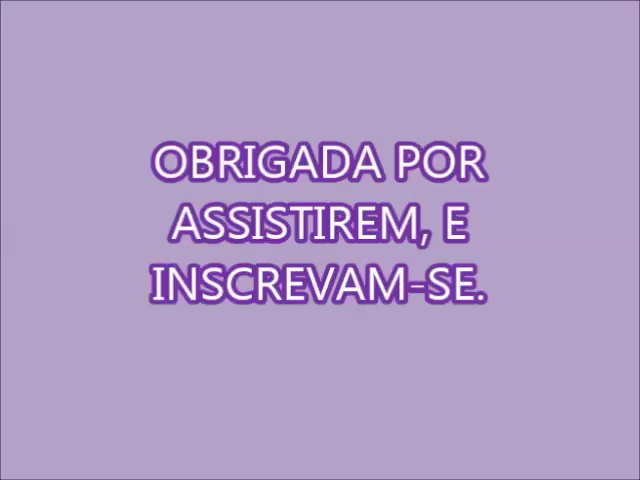 OBRIGADA POR
ASSISTIREM, E
INSCREVAM-SE.